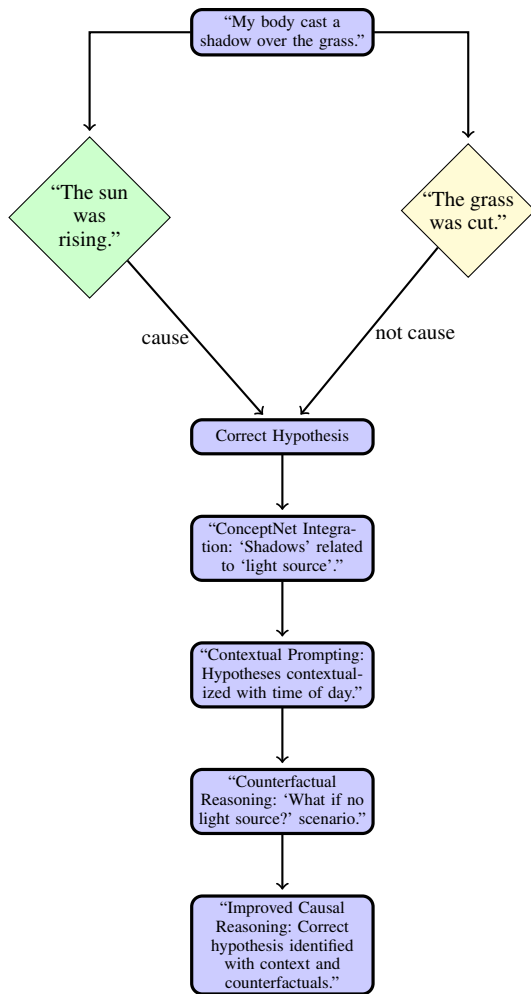 “My body cast a
shadow over the grass.”
“The sun
was
rising.”
“The grass
was cut.”
cause
not cause
Correct Hypothesis
“ConceptNet Integra-
tion: ‘Shadows’ related
to ‘light source’.”
“Contextual Prompting:
Hypotheses contextual-
ized with time of day.”
“Counterfactual
Reasoning: ‘What if no
light source?’ scenario.”
“Improved Causal
Reasoning: Correct
hypothesis identified
with context and
counterfactuals.”